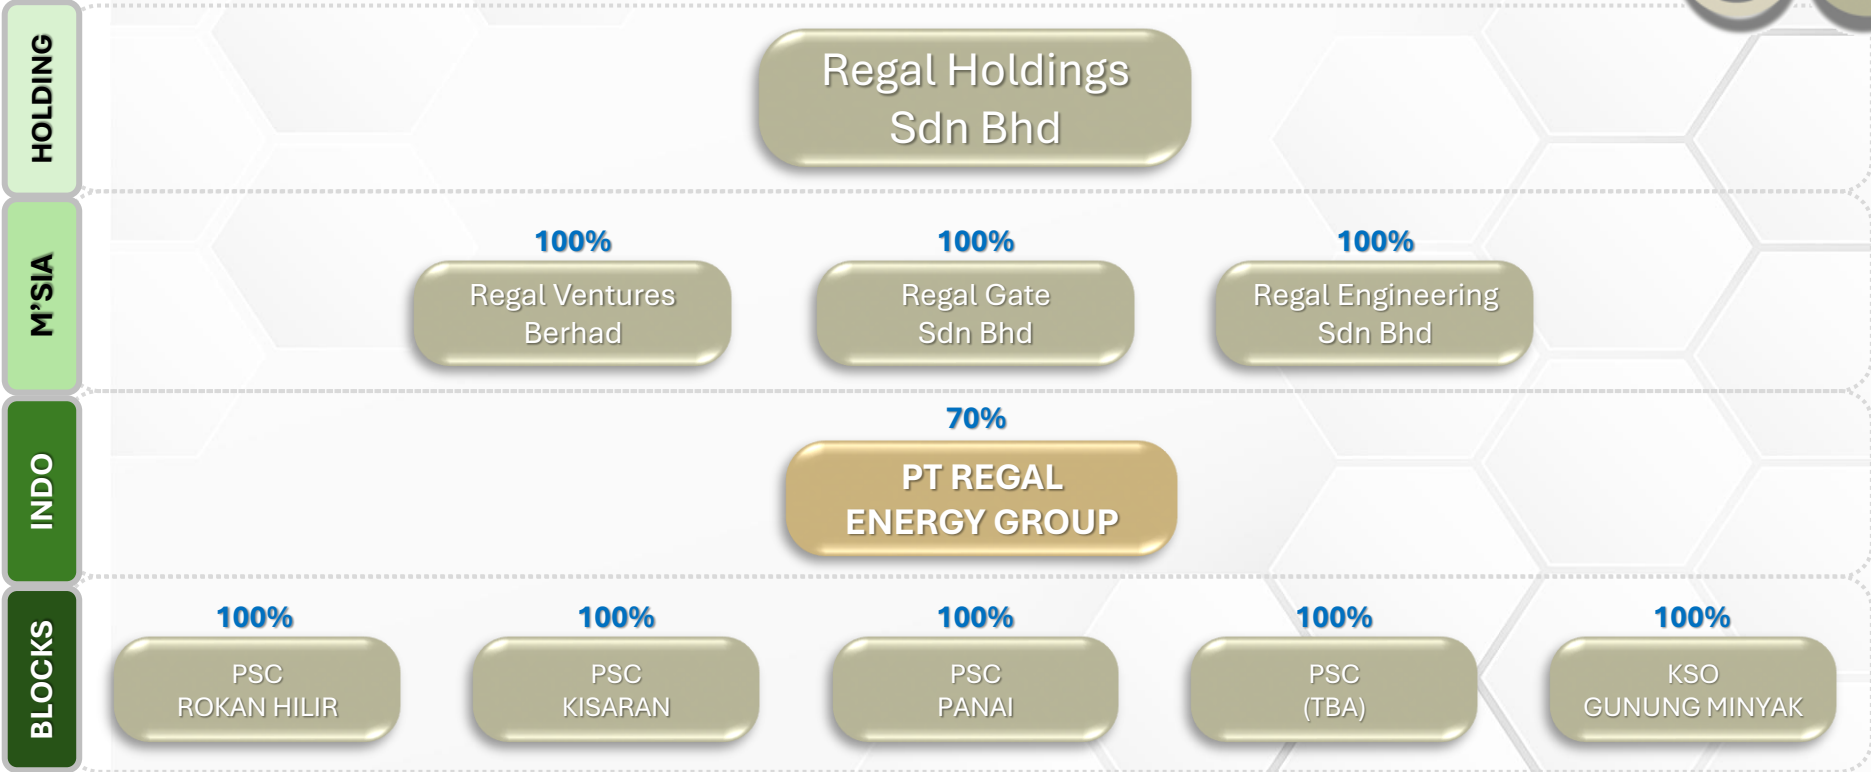 HOLDING
Regal Holdings
Sdn Bhd
M'SIA
100%
100%
100%
Regal Ventures
Berhad
Regal Gate
Sdn Bhd
Regal Engineering
Sdn Bhd
INDO
70%
PT REGAL
ENERGY GROUP
BLOCKS
100%
100%
100%
100%
100%
PSC
ROKAN HILIR
PSC
KISARAN
PSC
PANAI
PSC
(TBA)
KSO
GUNUNG MINYAK